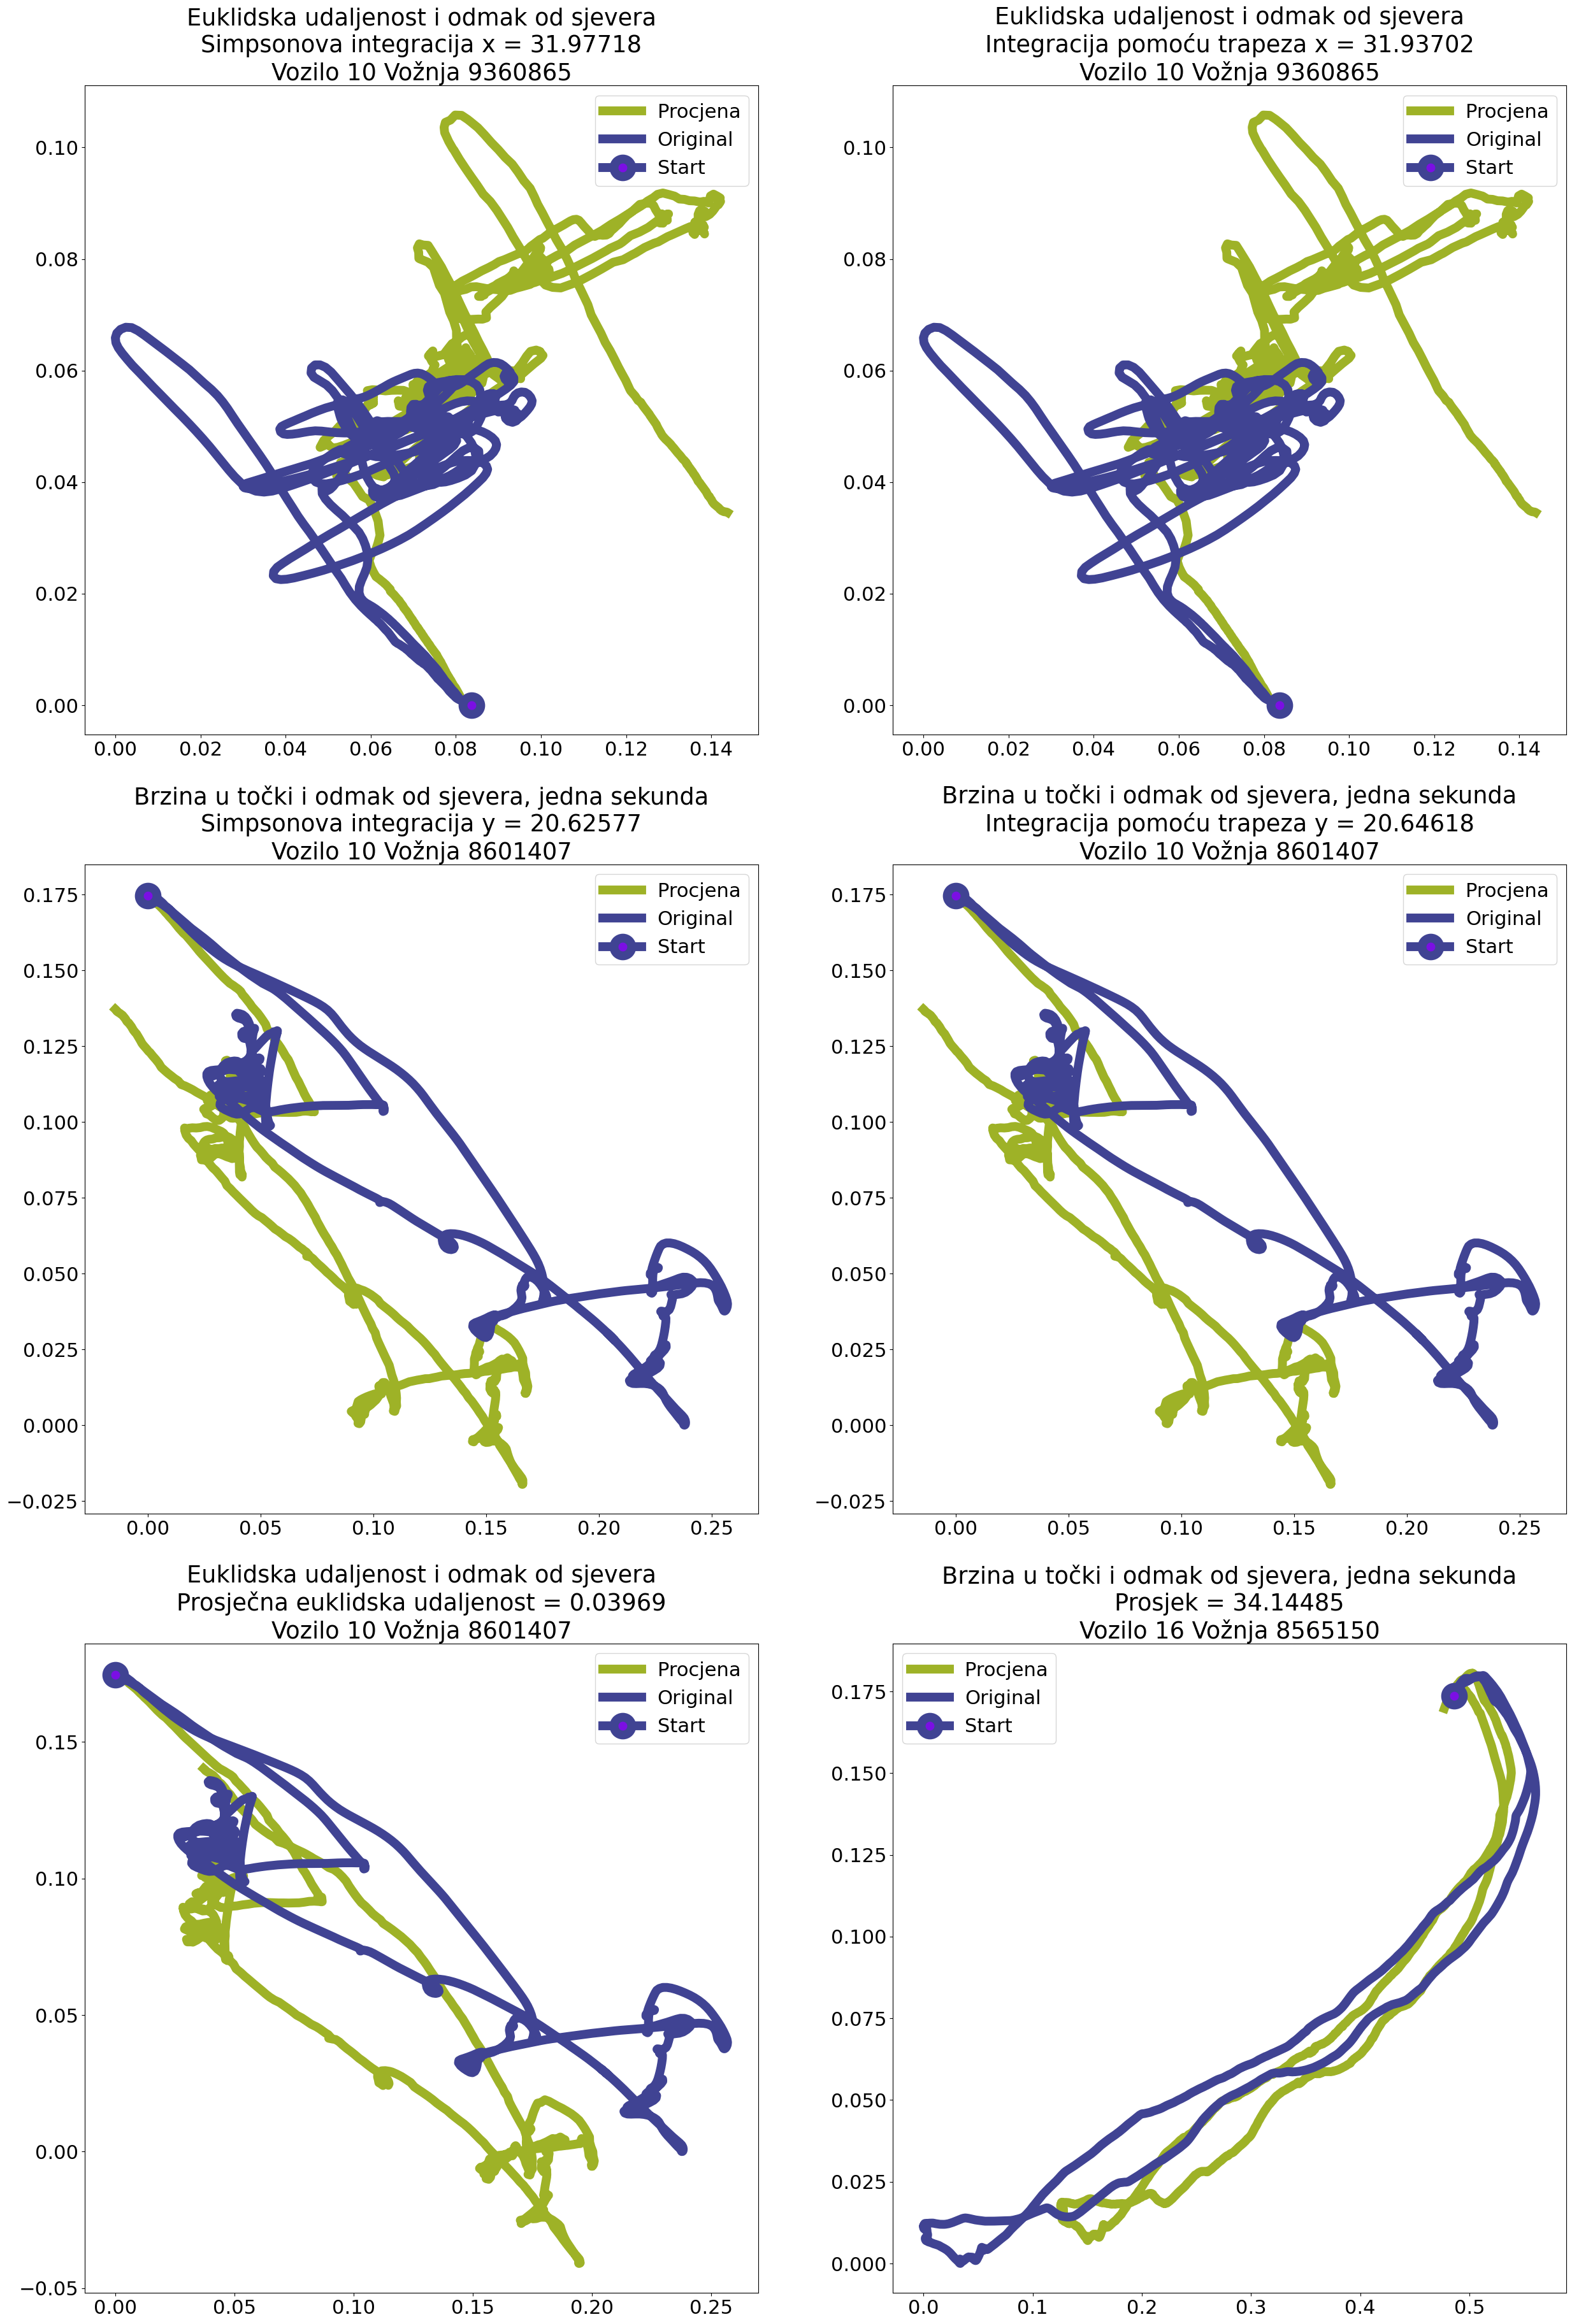 Euklidska udaljenost i odmak od sjevera
Simpsonova integracija x = 31.97718
Vozilo 10 Vožnja 9360865
Procjena
Original
Start
0.10
0.08
0.06
0.04
0.02
0.00
0.00 0.02 0.04 0.06 0.08 0.10 0.12 0.14
Euklidska udaljenost i odmak od sjevera
Integracija pomoću trapeza x = 31.93702
Vozilo 10 Vožnja 9360865
Procjena
Original
Start
0.10
0.08
0.06
0.04
0.02
0.00
0.00 0.02 0.04 0.06 0.08 0.10 0.12 0.14
Brzina u točki i odmak od sjevera, jedna sekunda
Simpsonova integracija y = 20.62577
Vozilo 10 Vožnja 8601407
Procjena
Original
Start
0.175
0.150
0.125
0.100
0.075
0.050
0.025
0.000
−0.025
0.00 0.05 0.10 0.15 0.20 0.25
Brzina u točki i odmak od sjevera, jedna sekunda
Integracija pomoću trapeza y = 20.64618
Vozilo 10 Vožnja 8601407
Procjena
Original
Start
0.175
0.150
0.125
0.100
0.075
0.050
0.025
0.000
−0.025
0.00 0.05 0.10 0.15 0.20 0.25
Euklidska udaljenost i odmak od sjevera
Prosječna euklidska udaljenost = 0.03969
Vozilo 10 Vožnja 8601407
Procjena
Original
Start
0.15
0.10
0.05
0.00
−0.05
0.00 0.05 0.10 0.15 0.20 0.25
Brzina u točki i odmak od sjevera, jedna sekunda
Prosjek = 34.14485
Vozilo 16 Vožnja 8565150
Procjena
Original
Start
0.175
0.150
0.125
0.100
0.075
0.050
0.025
0.000
0.0 0.1 0.2 0.3 0.4 0.5